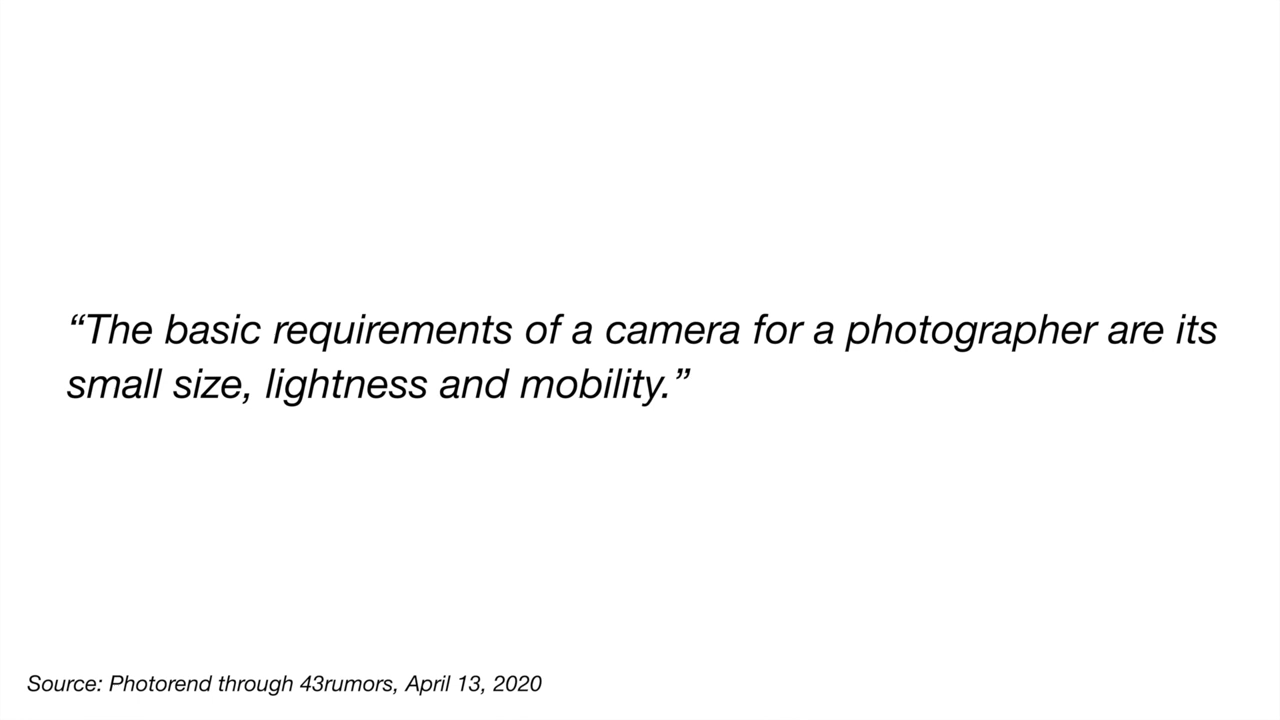 “The basic requirements of a camera for a photographer are its
small size, lightness and mobility.”
Source: Photorend through 43rumors, April 13, 2020